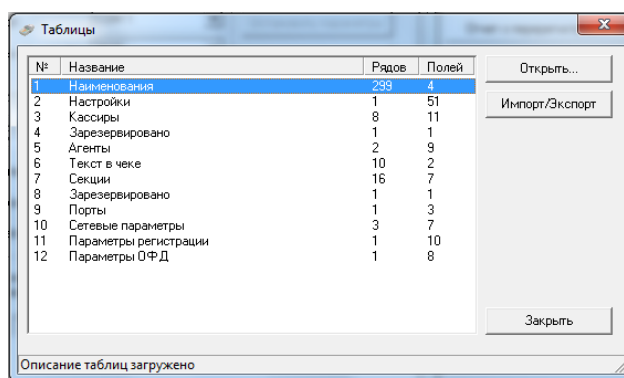 Таблицы
№ Название Рядов Полей
1 Наименования 299 4
2 Настройки 1 51
3 Кассиры 8 11
4 Зарезервировано 1 1
5 Агенты 2 9
6 Текст в чеке 10 2
7 Секции 16 7
8 Зарезервировано 1 1
9 Порты 1 3
10 Сетевые параметры 3 7
11 Параметры регистрации 1 10
12 Параметры ОФД 1 8
Открыть...
Импорт/Экспорт
Закрыть
Описание таблиц загружено